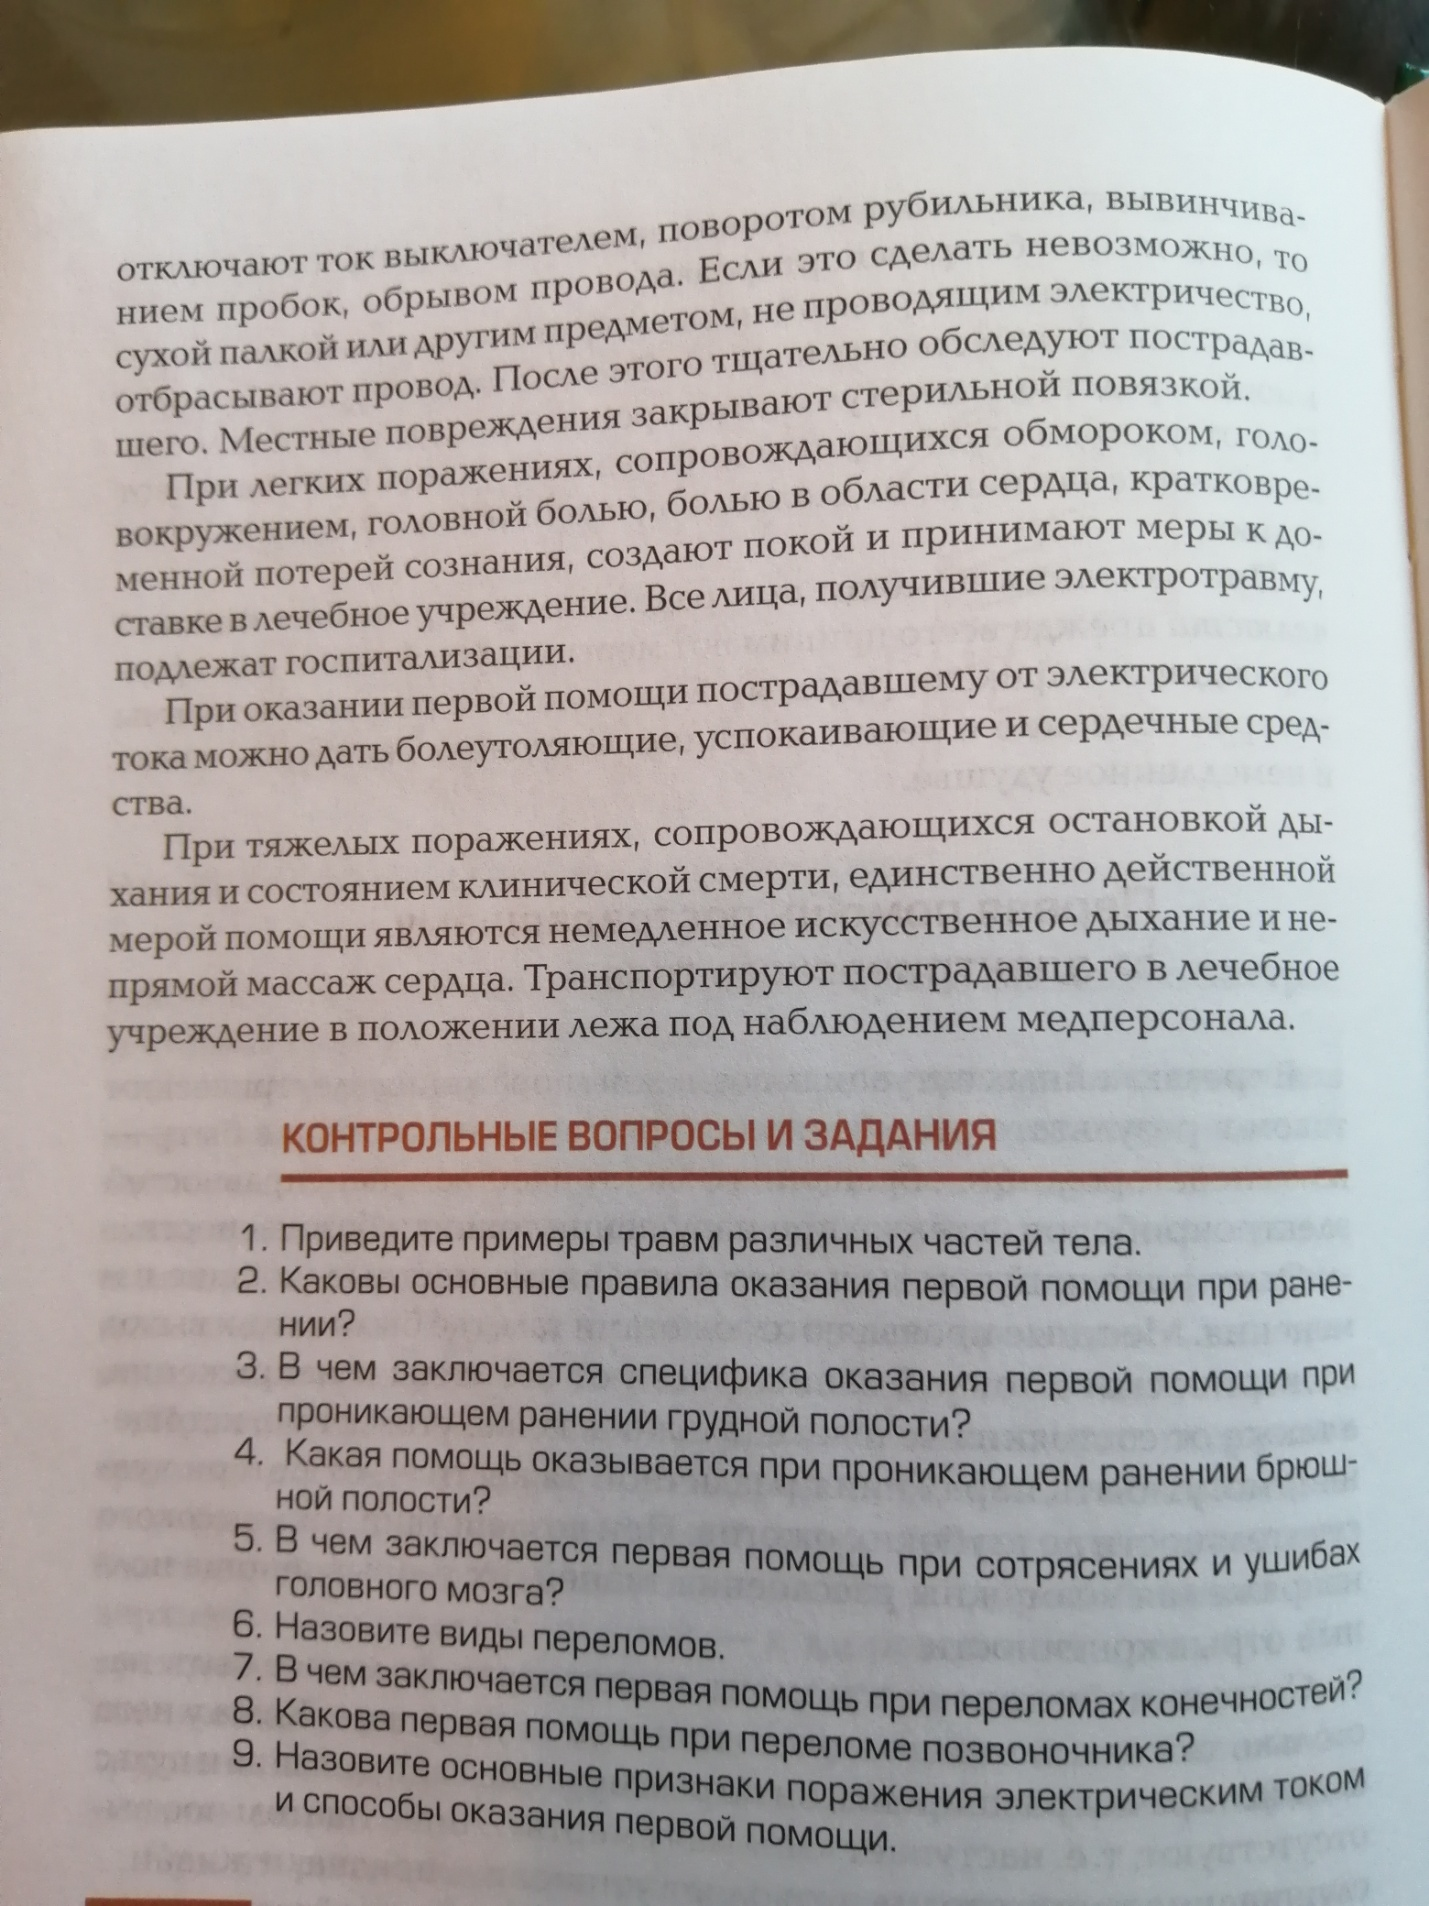 отключают ток выключателем, поворотом рубильника, вывинчива-
нием пробок, обрывом провода. Если это сделать невозможно, то
сухой палкой или другим предметом, не проводящим электричество,
отбрасывают провод. После этого тщательно обследуют пострадав-
шего. Местные повреждения закрывают стерильной повязкой.
При легких поражениях, сопровождающихся обмороком, голо-
вокружением, головной болью, болью в области сердца, кратковре-
менной потерей сознания, создают покой и принимают меры к до-
ставке в лечебное учреждение. Все лица, получившие электротравму,
подлежат госпитализации.
При оказании первой помощи пострадавшему от электрического
тока можно дать болеутоляющие, успокаивающие и сердечные сред-
ства.
При тяжелых поражениях, сопровождающихся остановкой ды-
хания и состоянием клинической смерти, единственно действенной
мерой помощи являются немедленное искусственное дыхание и не-
прямой массаж сердца. Транспортируют пострадавшего в лечебное
учреждение в положении лежа под наблюдением медперсонала.
КОНТРОЛЬНЫЕ ВОПРОСЫ И ЗАДАНИЯ
1. Приведите примеры травм различных частей тела.
2. Каковы основные правила оказания первой помощи при ране-
нии?
3. В чем заключается специфика оказания первой помощи при
проникающем ранении грудной полости?
4. Какая помощь оказывается при проникающем ранении брюш-
ной полости?
5. В чем заключается первая помощь при сотрясениях и ушибах
головного мозга?
6. Назовите виды переломов.
7. В чем заключается первая помощь при переломах конечностей?
8. Какова первая помощь при переломе позвоночника?
9. Назовите основные признаки поражения электрическим током
и способы оказания первой помощи.